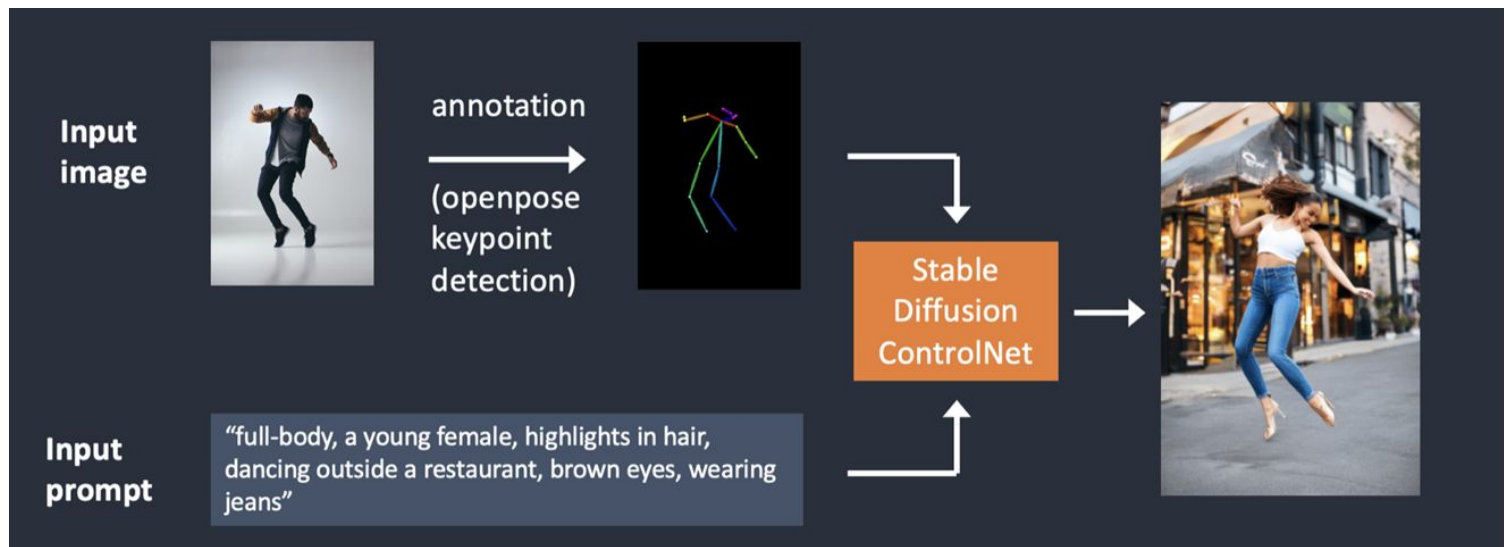 Input
image
annotation
(openpose
keypoint
detection)
Stable
Diffusion
ControlNet
Input
prompt
“full-body, a young female, highlights in hair,
dancing outside a restaurant, brown eyes, wearing
jeans”